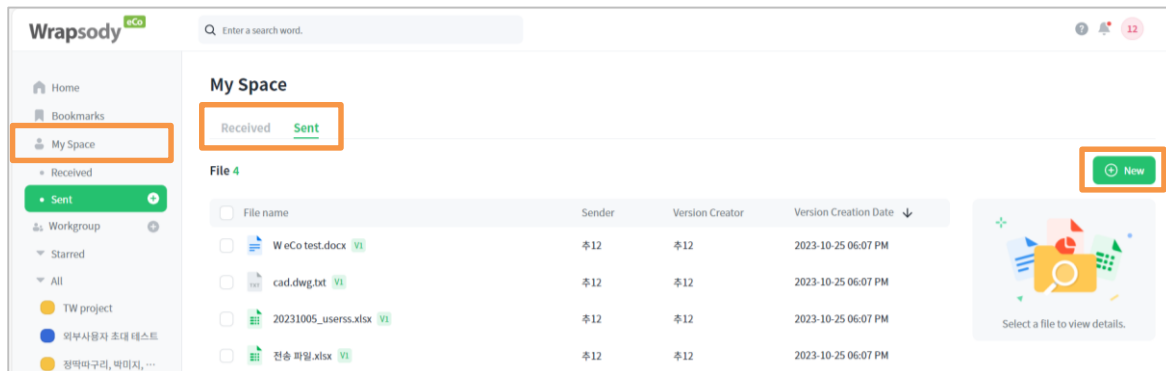 Wrapsody eCo
Enter a search word.
12
Home
Bookmarks
My Space
Received
Sent
Workgroup
Starred
All
TW project
외부사용자 초대 테스트
정딱따구리, 박미지, ···
My Space
Received Sent
File 4
New
File name Sender Version Creator Version Creation Date
W eCo test.docx V1 추12 추12 2023-10-25 06:07 PM
cad.dwg.txt V1 추12 추12 2023-10-25 06:07 PM
20231005_userss.xlsx V1 추12 추12 2023-10-25 06:07 PM
전송 파일.xlsx V1 추12 추12 2023-10-25 06:07 PM
Select a file to view details.